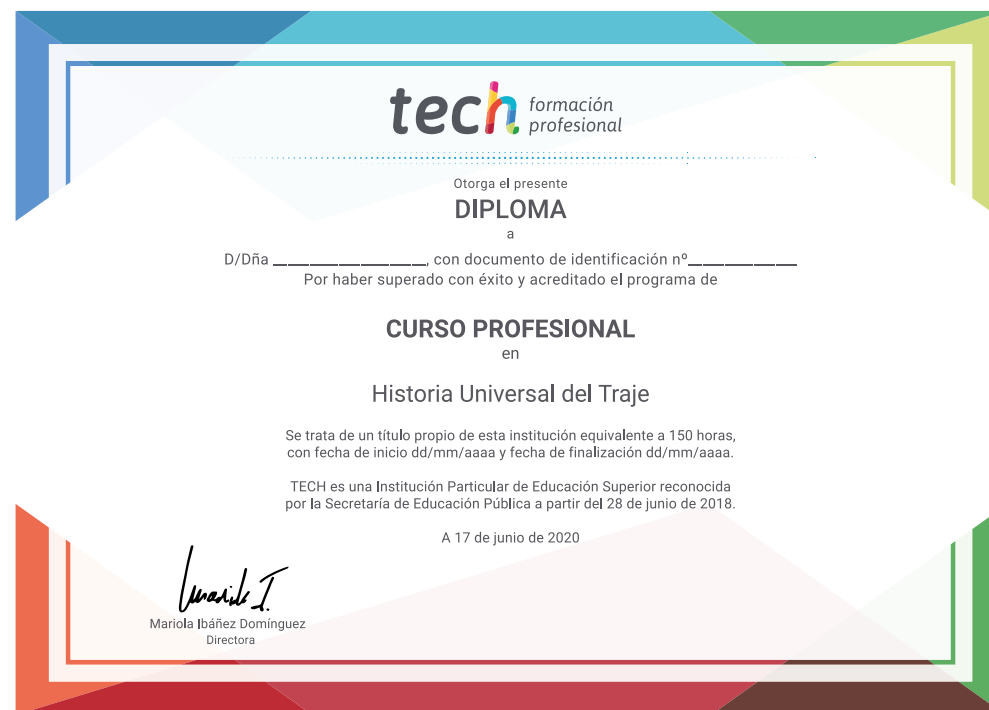 tech formación
profesional
Otorga el presente
DIPLOMA
a
D/Dña ____________________, con documento de identificación nº______________
Por haber superado con éxito y acreditado el programa de
CURSO PROFESIONAL
en
Historia Universal del Traje
Se trata de un título propio de esta institución equivalente a 150 horas,
con fecha de inicio dd/mm/aaaa y fecha de finalización dd/mm/aaaa.
TECH es una Institución Particular de Educación Superior reconocida
por la Secretaría de Educación Pública a partir del 28 de junio de 2018.
A 17 de junio de 2020
Mariola Ibáñez Domínguez
Directora